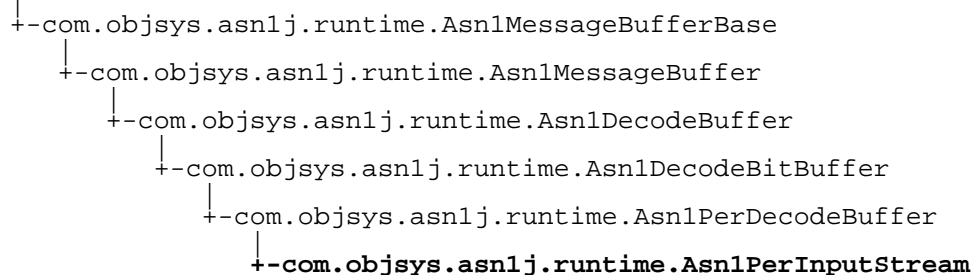 +-com.objsys.asn1j.runtime.Asn1MessageBufferBase
+-com.objsys.asn1j.runtime.Asn1MessageBuffer
+-com.objsys.asn1j.runtime.Asn1DecodeBuffer
+-com.objsys.asn1j.runtime.Asn1DecodeBitBuffer
+-com.objsys.asn1j.runtime.Asn1PerDecodeBuffer
+-com.objsys.asn1j.runtime.Asn1PerInputStream